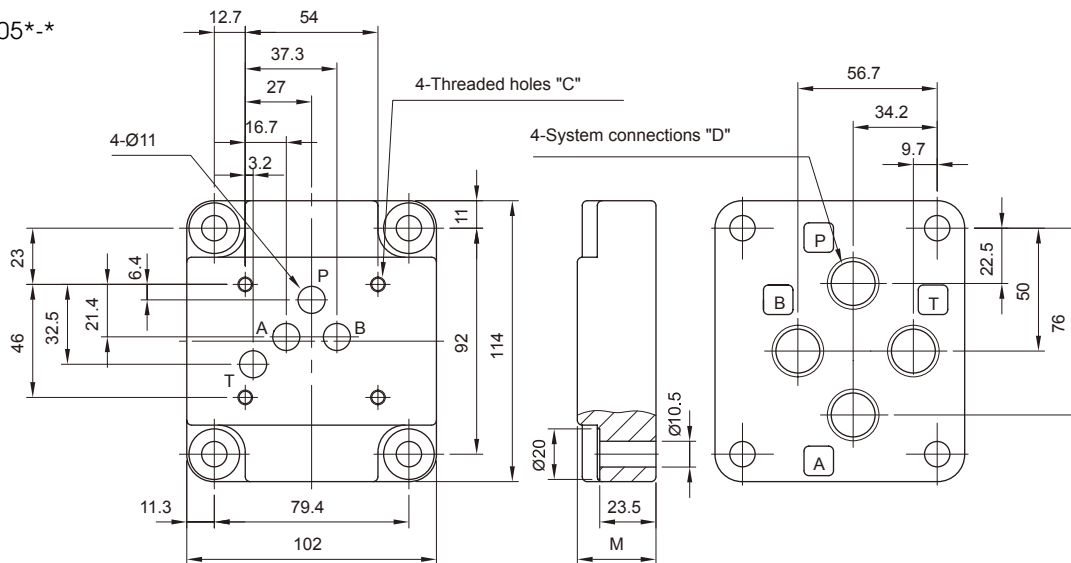 05*-*
12.7
54
37.3
27
16.7
3.2
4-Threaded holes "C"
4-Ø11
4-System connections "D"
56.7
34.2
9.7
11
23
6.4
21.4
32.5
46
P
A
B
T
92
114
11.3
79.4
102
Ø20
Ø10.5
23.5
M
P
B
T
A
22.5
50
76